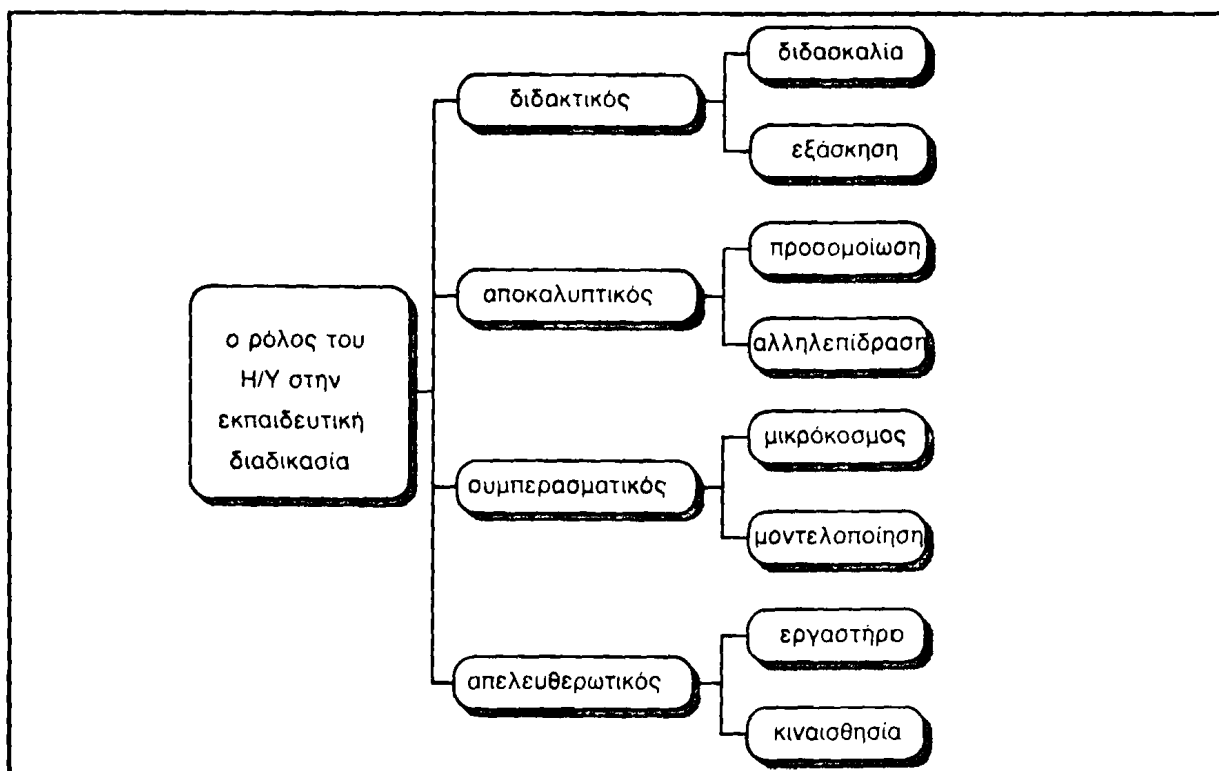 ο ρόλος του
Η/Υ στην
εκπαιδευτική
διαδικασία
διδακτικός
διδασκαλία
εξάσκηση
αποκαλυπτικός
προσομοίωση
αλληλεπίδραση
συμπερασματικός
μικρόκοσμος
μοντελοποίηση
απελευθερωτικός
εργαστήριο
κιναισθησία